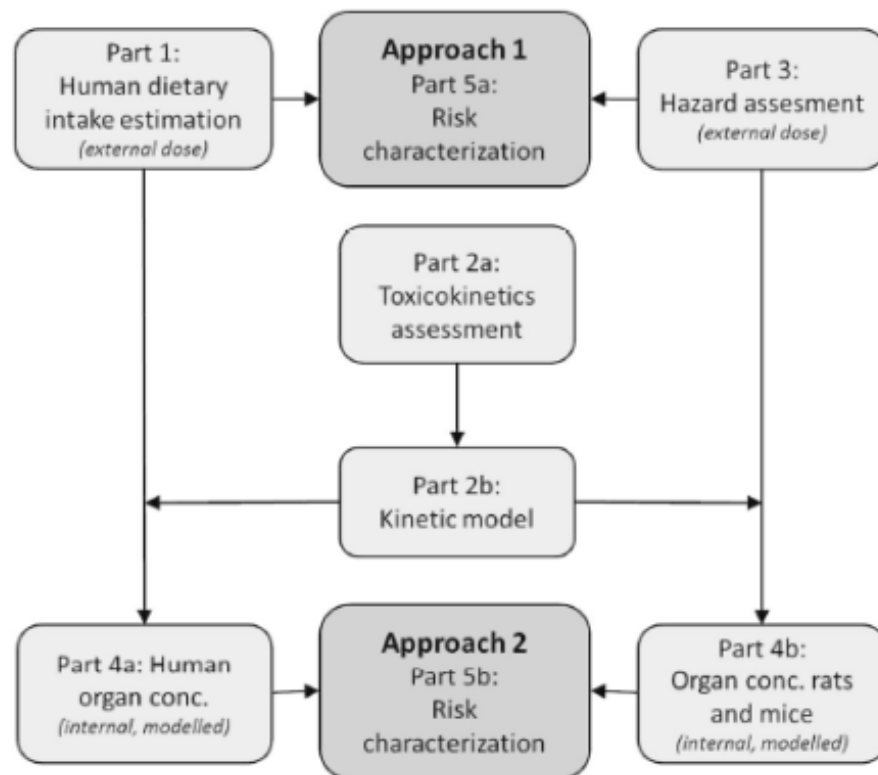 Part 1:
Human dietary
intake estimation
(external dose)
Approach 1
Part 5a:
Risk
characterization
Part 3:
Hazard assesment
(external dose)
Part 2a:
Toxicokinetics
assessment
Part 2b:
Kinetic model
Part 4a: Human
organ conc.
(internal, modelled)
Approach 2
Part 5b:
Risk
characterization
Part 4b:
Organ conc. rats
and mice
(internal, modelled)